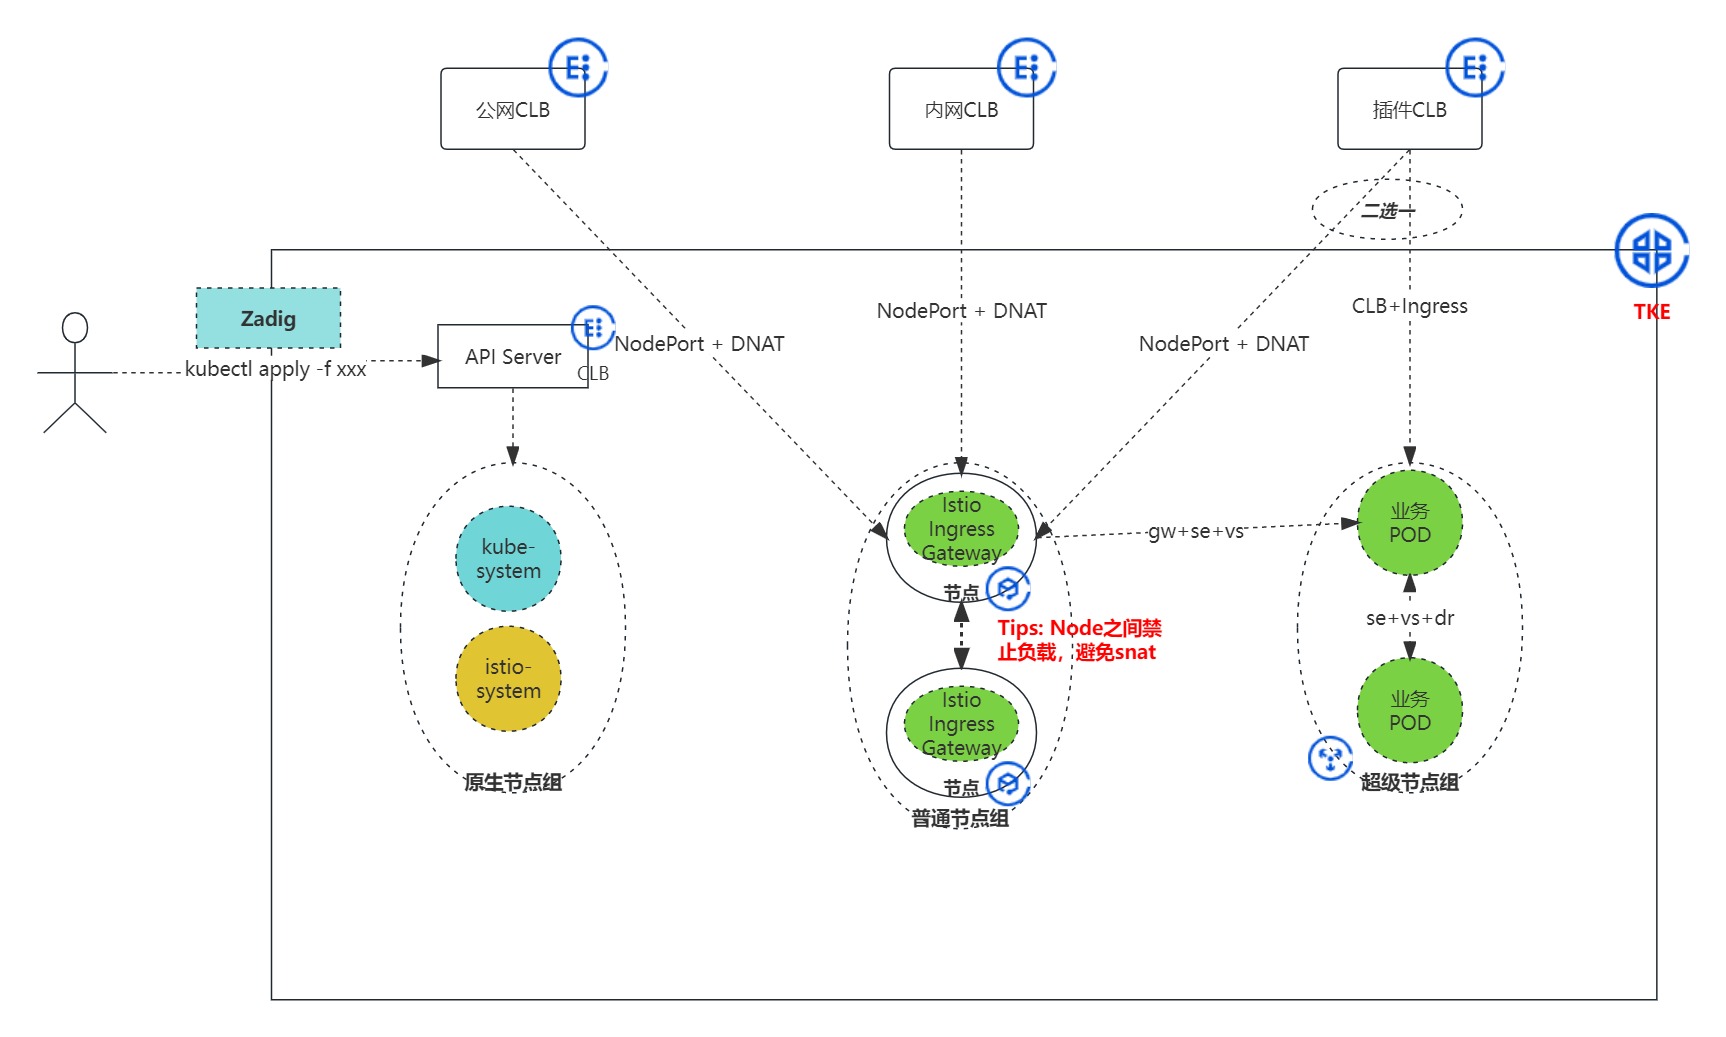 公网CLB
内网CLB
插件CLB
二选一
TKE
Zadig
kubectl apply -f xxx
API Server
CLB
NodePort + DNAT
NodePort + DNAT
NodePort + DNAT
CLB+Ingress
kube-
system
istio-
system
原生节点组
Istio
Ingress
Gateway
节点
Tips: Node之间禁
止负载，避免snat
Istio
Ingress
Gateway
节点
普通节点组
gw+se+vs
业务
POD
se+vs+dr
业务
POD
超级节点组